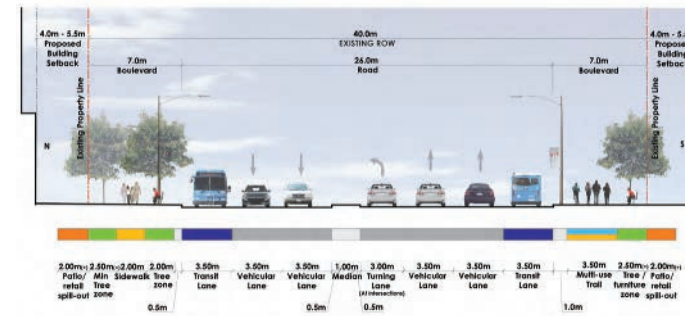 4.0m - 5.5m
Proposed
Building
Setback
40.0m
EXISTING ROW
4.0m - 5.
Propose
Building
Setback
7.0m
Boulevard
26.0m
Road
7.0m
Boulevard
Existing Property Line
Existing Property Line
N
S
2.00m(+)
Patio/
retail
spill-out
2.50m(+)
Min
Tree
zone
2.00m
Sidewalk
2.00m
Tree
zone
0.5m
3.50m
Transit
Lane
3.50m
Vehicular
Lane
3.50m
Vehicular
Lane
0.5m
1.00m
Median
0.5m
3.00m
Turning
Lane
(At intersections)
3.50m
Vehicular
Lane
3.50m
Vehicular
Lane
3.50m
Transit
Lane
1.0m
3.50m
Multi-use
Trail
2.50m(+)
Tree /
furniture
zone
2.00m(+)
Patio/
retail
spill-out